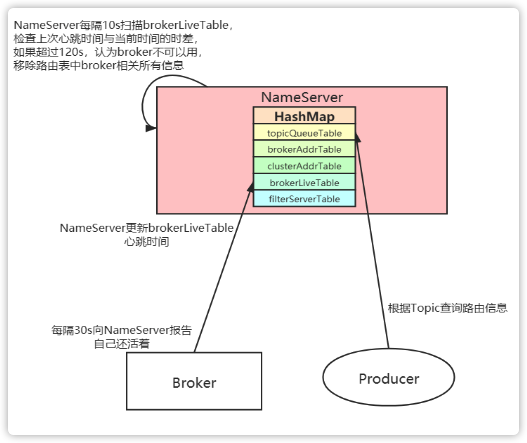 NameServer每隔10s扫描brokerLiveTable，
检查上次心跳时间与当前时间的时差，
如果超过120s，认为broker不可以用，
移除路由表中broker相关所有信息
NameServer
HashMap
topicQueueTable
brokerAddrTable
clusterAddrTable
brokerLiveTable
filterServerTable
NameServer更新brokerLiveTable
心跳时间
每隔30s向NameServer报告
自己还活着
根据Topic查询路由信息
Broker
Producer